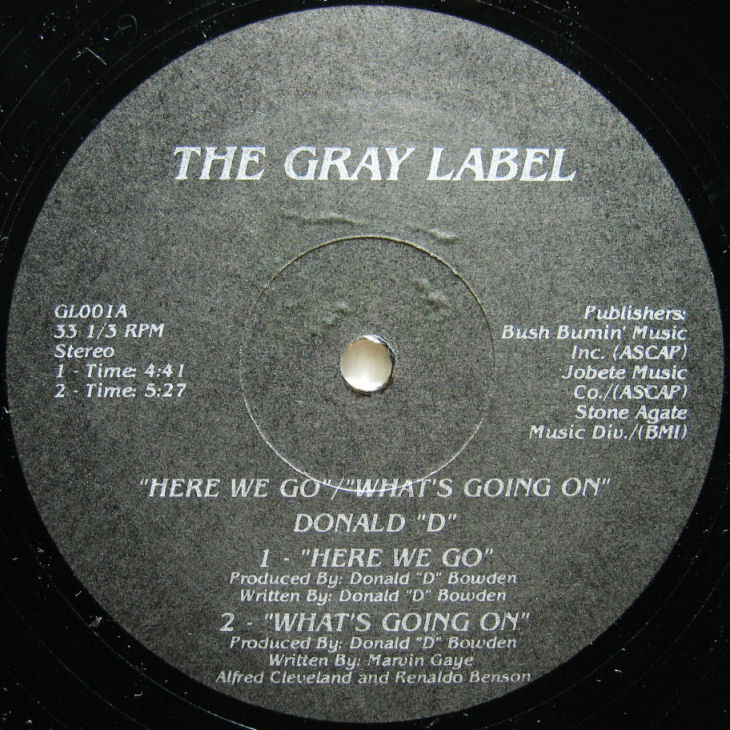 THE GRAY LABEL
GL001A
33 1/3 RPM
Stereo
1 - Time: 4:41
2 - Time: 5:27
Publishers:
Bush Burnin' Music
Inc. (ASCAP)
Jobete Music
Co./(ASCAP)
Stone Agate
Music Div./(BMI)
"HERE WE GO"/"WHAT'S GOING ON"
DONALD "D"
1 - "HERE WE GO"
Produced By: Donald "D" Bowden
Written By: Donald "D" Bowden
2 - "WHAT'S GOING ON"
Produced By: Donald "D" Bowden
Written By: Marvin Gaye
Alfred Cleveland and Renaldo Benson